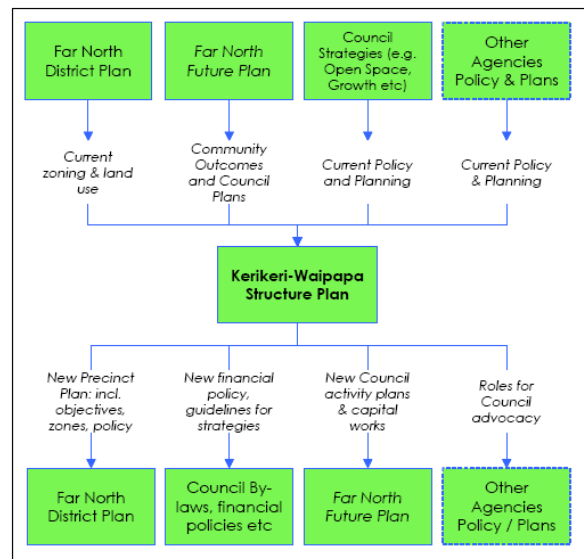 Far North
District Plan
Far North
Future Plan
Council
Strategies (e.g.
Open Space,
Growth etc)
Other
Agencies
Policy & Plans
Current
zoning & land
use
Community
Outcomes
and Council
Plans
Current Policy
and Planning
Current Policy
& Planning
Kerikeri-Waipapa
Structure Plan
New Precinct
Plan: incl.
objectives,
zones, policy
New financial
policy,
guidelines for
strategies
New Council
activity plans
& capital
works
Roles for
Council
advocacy
Far North
District Plan
Council By-
laws, financial
policies etc
Far North
Future Plan
Other
Agencies
Policy / Plans